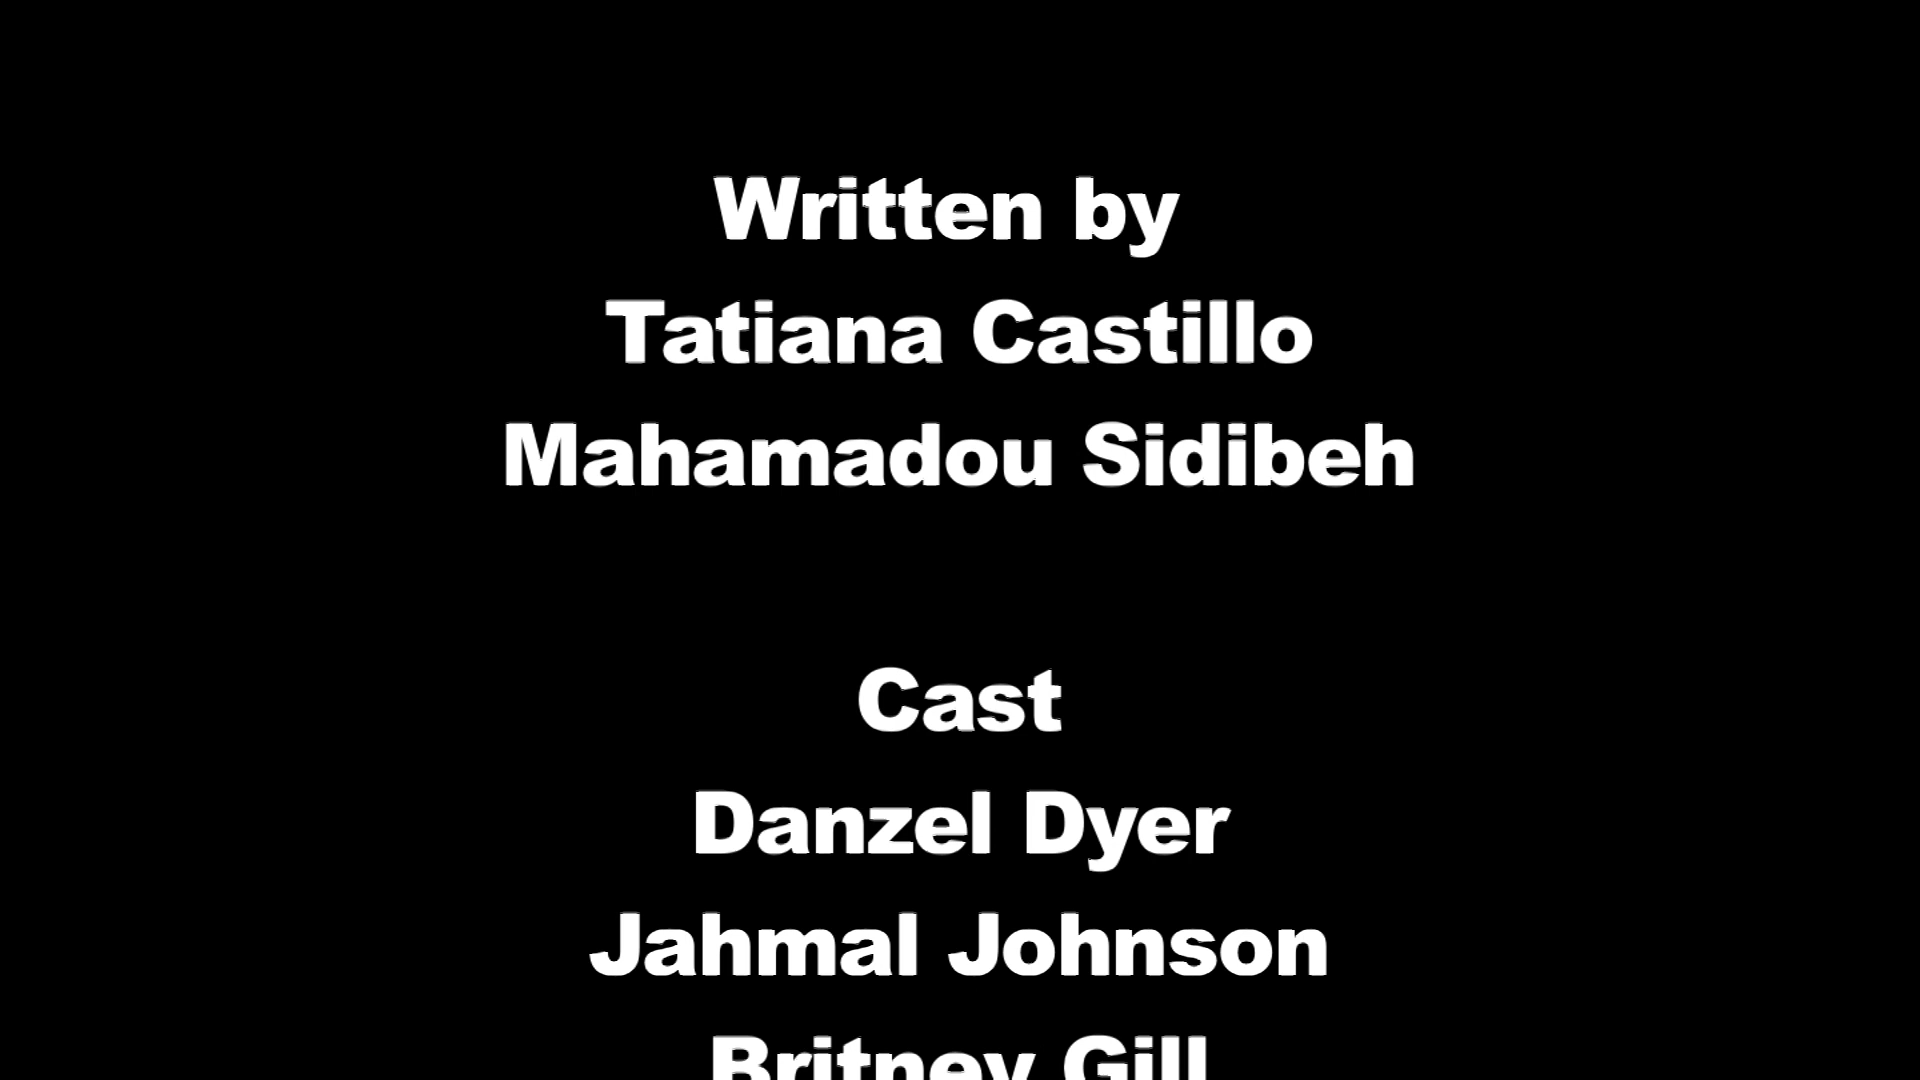 Written by
Tatiana Castillo
Mahamadou Sidibeh
Cast
Danzel Dyer
Jahmal Johnson
Britney Gill